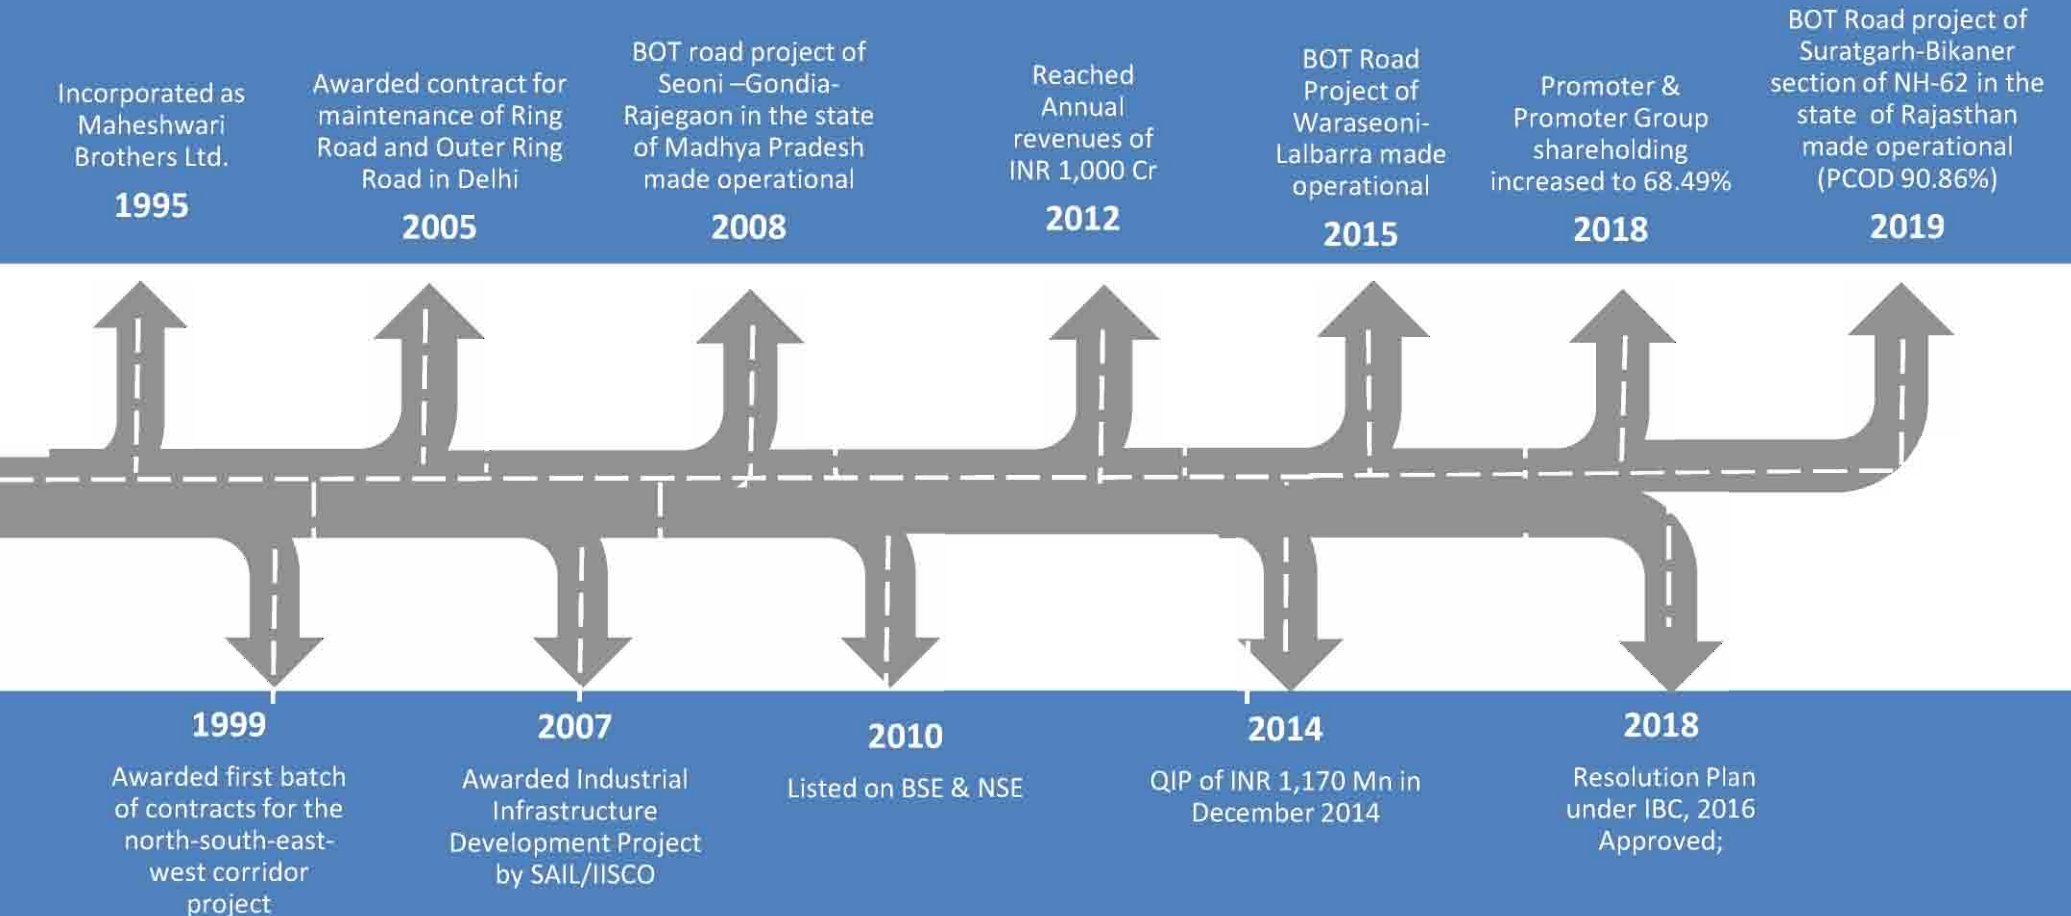 Incorporated as
Maheshwari
Brothers Ltd.
1995
Awarded contract for
maintenance of Ring
Road and Outer Ring
Road in Delhi
2005
BOT road project of
Seoni –Gondia-
Rajegaon in the state
of Madhya Pradesh
made operational
2008
Reached
Annual
revenues of
INR 1,000 Cr
2012
BOT Road
Project of
Waraseoni-
Lalbarra made
operational
2015
Promoter &
Promoter Group
shareholding
increased to 68.49%
2018
BOT Road project of
Suratgarh-Bikaner
section of NH-62 in the
state of Rajasthan
made operational
(PCOD 90.86%)
2019
1999
Awarded first batch
of contracts for the
north-south-east-
west corridor
project
2007
Awarded Industrial
Infrastructure
Development Project
by SAIL/IISCO
2010
Listed on BSE & NSE
2014
QIP of INR 1,170 Mn in
December 2014
2018
Resolution Plan
under IBC, 2016
Approved;